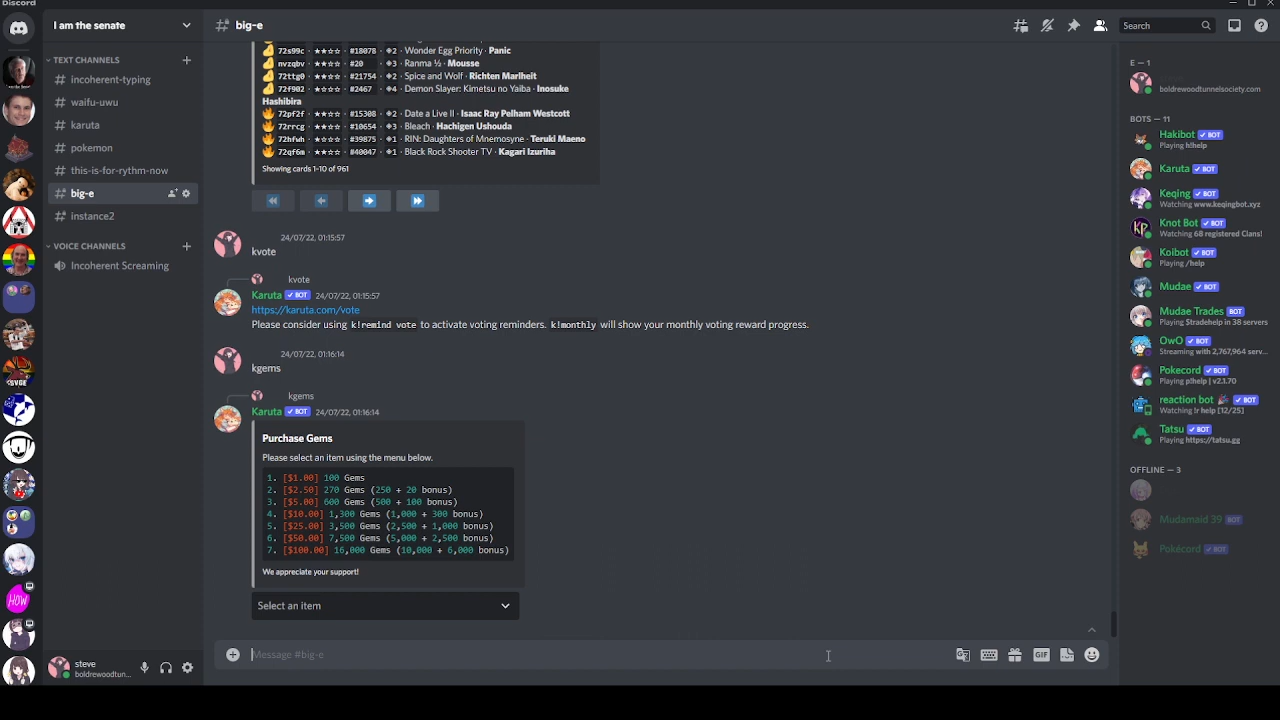 Discord
I am the senate
big-e
Search
TEXT CHANNELS
incoherent-typing
waifu-uwu
karuta
pokemon
this-is-for-rythm-now
big-e
instance2
VOICE CHANNELS
Incoherent Screaming
72s99c · ★★☆☆ · #18078 · ◈2 · Wonder Egg Priority · Panic
nvzqbv · ★★☆☆ · #20 · ◈3 · Ranma ½ · Mousse
72ttg0 · ★★☆☆ · #21754 · ◈2 · Spice and Wolf · Richten Marlheit
72f902 · ★★☆☆ · #2467 · ◈4 · Demon Slayer: Kimetsu no Yaiba · Inosuke
Hashibira
72pf2f · ★★☆☆ · #15308 · ◈2 · Date a Live II · Isaac Ray Pelham Westcott
72rrcg · ★★☆☆ · #10654 · ◈3 · Bleach · Hachigen Ushouda
72hfwh · ★★☆☆ · #39875 · ◈1 · RIN: Daughters of Mnemosyne · Teruki Maeno
72qf6m · ★★☆☆ · #40047 · ◈1 · Black Rock Shooter TV · Kagari Izuriha
Showing cards 1-10 of 961
24/07/22, 01:15:57
kvote
kvote
Karuta ✓ BOT 24/07/22, 01:15:57
https://karuta.com/vote
Please consider using k!remind vote to activate voting reminders. k!monthly will show your monthly voting reward progress.
24/07/22, 01:16:14
kgems
kgems
Karuta ✓ BOT 24/07/22, 01:16:14
Purchase Gems
Please select an item using the menu below.
1. [$1.00] 100 Gems
2. [$2.50] 270 Gems (250 + 20 bonus)
3. [$5.00] 600 Gems (500 + 100 bonus)
4. [$10.00] 1,300 Gems (1,000 + 300 bonus)
5. [$25.00] 3,500 Gems (2,500 + 1,000 bonus)
6. [$50.00] 7,500 Gems (5,000 + 2,500 bonus)
7. [$100.00] 16,000 Gems (10,000 + 6,000 bonus)
We appreciate your support!
Select an item
Message #big-e
GIF
steve
boldrewoodtun...
E — 1
boldrewoodtunnelsociety.com
BOTS — 11
Hakibot ✓ BOT
Playing h!help
Karuta ✓ BOT
Keqing ✓ BOT
Watching www.keqingbot.xyz
Knot Bot ✓ BOT
Watching 68 registered Clans!
Koibot ✓ BOT
Playing /help
Mudae ✓ BOT
Mudae Trades BOT
Playing $tradehelp in 38 servers
OwO ✓ BOT
Streaming with 2,767,964 serv...
Pokecord ✓ BOT
Playing p!help | v2.1.70
reaction bot 🎉 ✓ BOT
Watching !r help [12/25]
Tatsu ✓ BOT
Playing https://tatsu.gg
OFFLINE — 3
Mudamaid 39 BOT
Pokécord ✓ BOT
HOW